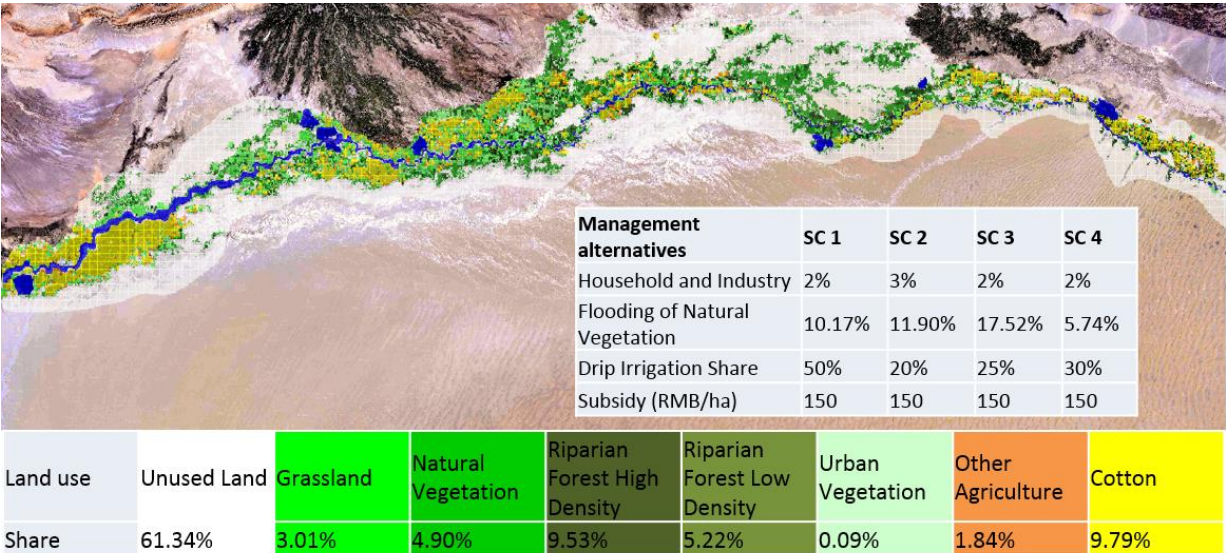 Management alternatives SC 1 SC 2 SC 3 SC 4
Household and Industry 2% 3% 2% 2%
Flooding of Natural Vegetation 10.17% 11.90% 17.52% 5.74%
Drip Irrigation Share 50% 20% 25% 30%
Subsidy (RMB/ha) 150 150 150 150
Land use Unused Land Grassland Natural Vegetation Riparian Forest High Density Riparian Forest Low Density Urban Vegetation Other Agriculture Cotton
Share 61.34% 3.01% 4.90% 9.53% 5.22% 0.09% 1.84% 9.79%